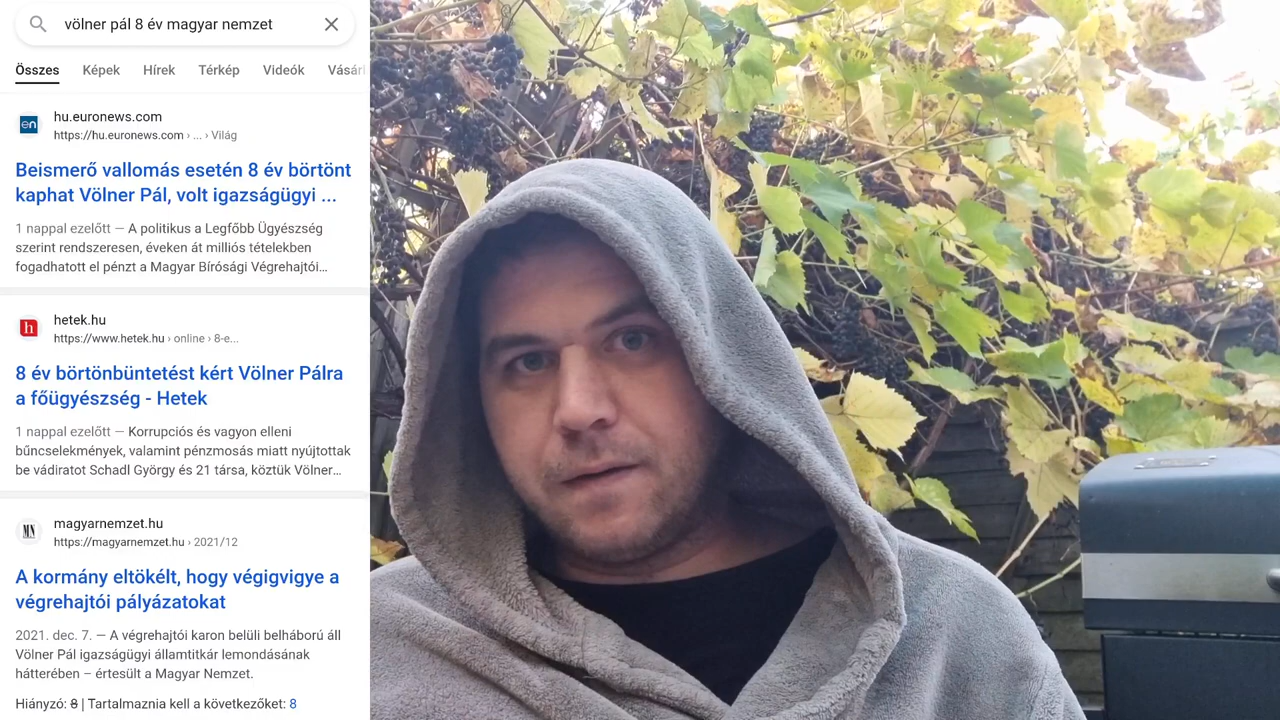 völner pál 8 év magyar nemzet
Összes Képek Hírek Térkép Videók Vásárl
en
hu.euronews.com
https://hu.euronews.com › ... › Világ
Beismerő vallomás esetén 8 év börtönt
kaphat Völner Pál, volt igazságügyi ...
1 nappal ezelőtt — A politikus a Legfőbb Ügyészség
szerint rendszeresen, éveken át milliós tételekben
fogadhatott el pénzt a Magyar Bírósági Végrehajtói...
h
hetek.hu
https://www.hetek.hu › online › 8-e...
8 év börtönbüntetést kért Völner Pálra
a főügyészség - Hetek
1 nappal ezelőtt — Korrupciós és vagyon elleni
bűncselekmények, valamint pénzmosás miatt nyújtottak
be vádiratot Schadl György és 21 társa, köztük Völner...
MN
magyarnemzet.hu
https://magyarnemzet.hu › 2021/12
A kormány eltökélt, hogy végigvigye a
végrehajtói pályázatokat
2021. dec. 7. — A végrehajtói karon belüli belháború áll
Völner Pál igazságügyi államtitkár lemondásának
hátterében – értesült a Magyar Nemzet.
Hiányzó: 8 | Tartalmaznia kell a következőket: 8